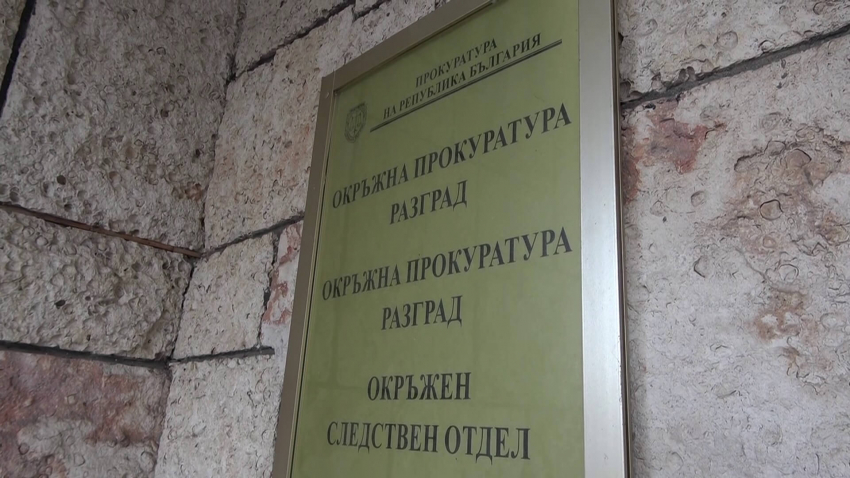 ПРОКУРАТУРА
НА РЕПУБЛИКА БЪЛГАРИЯ
ОКРЪЖНА ПРОКУРАТУРА
РАЗГРАД
ОКРЪЖНА ПРОКУРАТУРА
РАЗГРАД
ОКРЪЖЕН
СЛЕДСТВЕН ОТДЕЛ